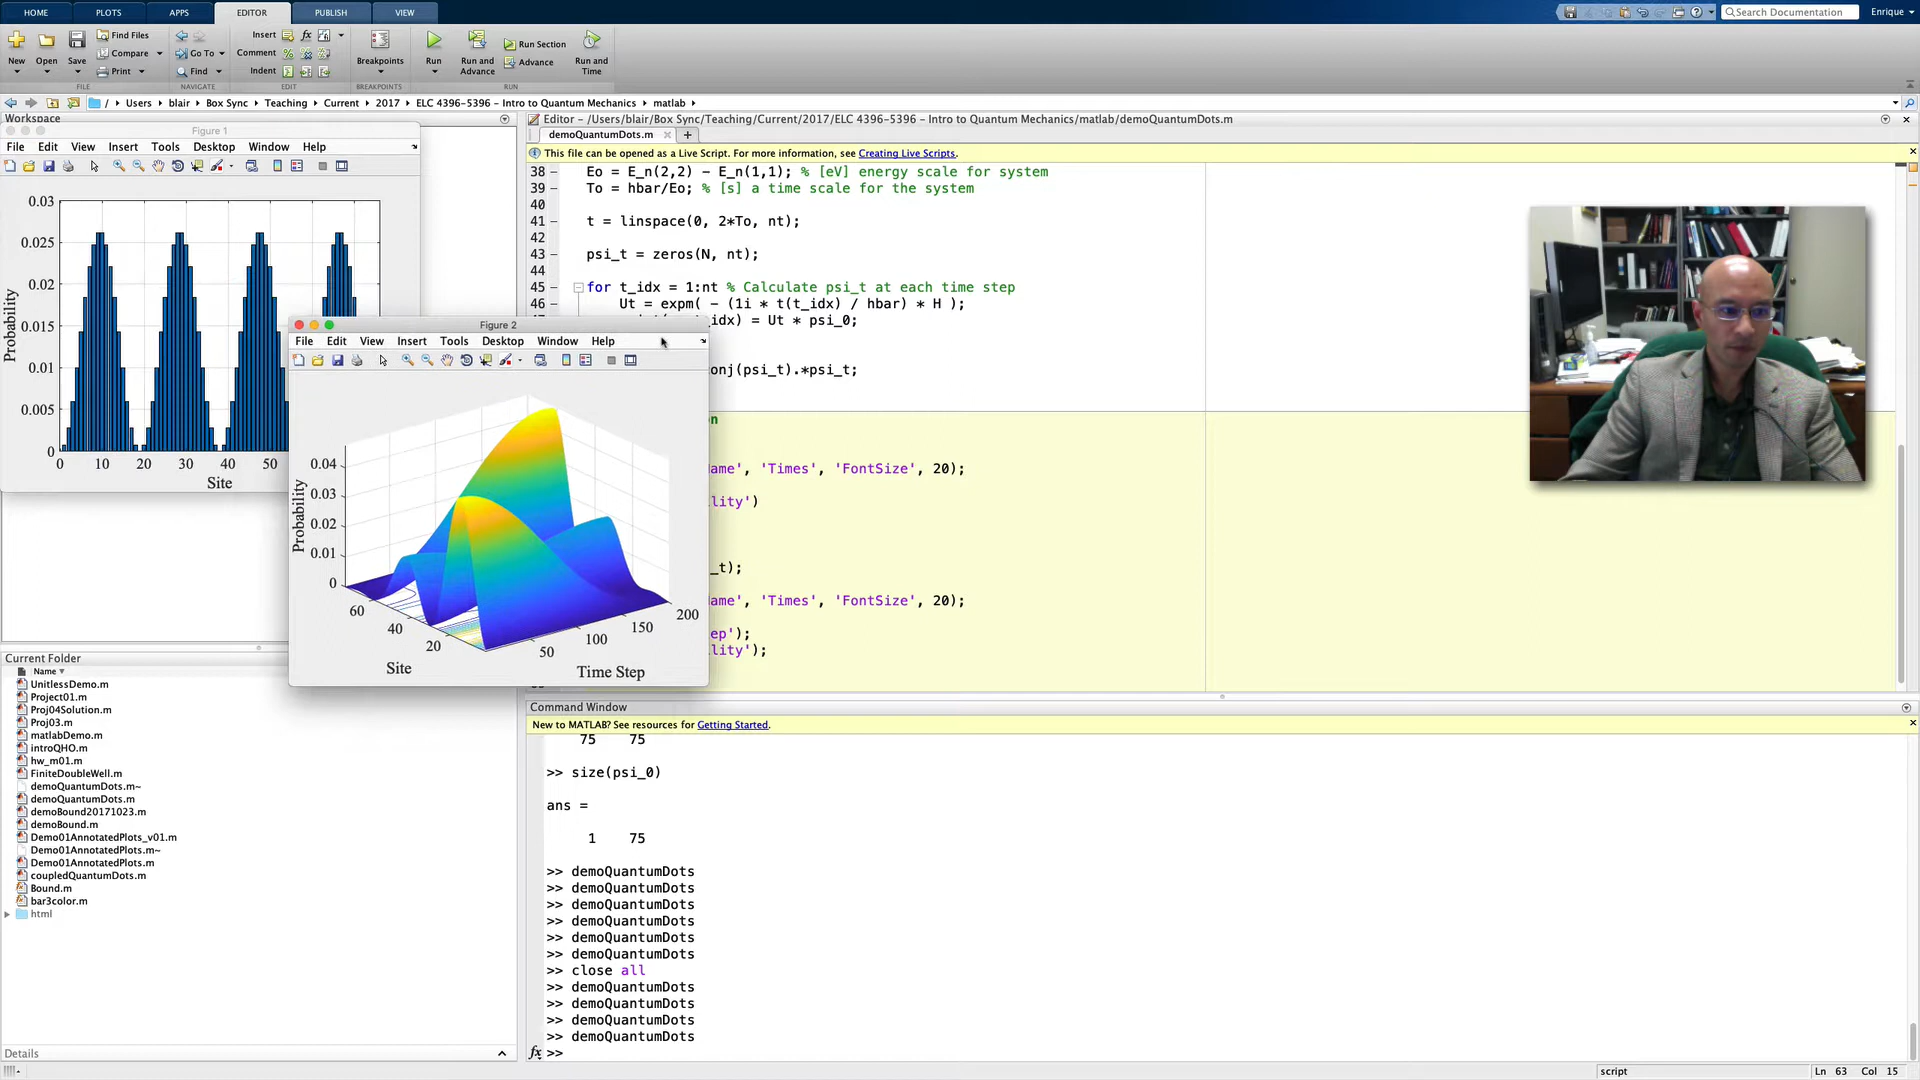 HOME PLOTS APPS EDITOR PUBLISH VIEW
Search Documentation
Enrique
New Open Save
Find Files
Compare
Print
FILE
Go To
Find
NAVIGATE
Insert fx
Comment
Indent
EDIT
Breakpoints
BREAKPOINTS
Run
Run and Advance
Run Section
Advance
Run and Time
RUN
/ Users blair Box Sync Teaching Current 2017 ELC 4396-5396 - Intro to Quantum Mechanics matlab
Workspace
Figure 1
File Edit View Insert Tools Desktop Window Help
0.03
0.025
0.02
0.015
0.01
0.005
0
Probability
0 10 20 30 40 50
Site
Figure 2
File Edit View Insert Tools Desktop Window Help
0.04
0.03
0.02
0.01
0
Probability
60
40
20
Site
50
100
150
200
Time Step
Editor - /Users/blair/Box Sync/Teaching/Current/2017/ELC 4396-5396 - Intro to Quantum Mechanics/matlab/demoQuantumDots.m
demoQuantumDots.m
This file can be opened as a Live Script. For more information, see Creating Live Scripts.
38 – Eo = E_n(2,2) - E_n(1,1); % [eV] energy scale for system
39 – To = hbar/Eo; % [s] a time scale for the system
40
41 – t = linspace(0, 2*To, nt);
42
43 – psi_t = zeros(N, nt);
44
45 – for t_idx = 1:nt % Calculate psi_t at each time step
46 – Ut = expm( - (1i * t(t_idx) / hbar) * H );
_idx) = Ut * psi_0;
onj(psi_t).*psi_t;
on
ame', 'Times', 'FontSize', 20);
lity')
_t);
ame', 'Times', 'FontSize', 20);
ep');
lity');
Current Folder
Name
UnitlessDemo.m
Project01.m
Proj04Solution.m
Proj03.m
matlabDemo.m
introQHO.m
hw_m01.m
FiniteDoubleWell.m
demoQuantumDots.m~
demoQuantumDots.m
demoBound20171023.m
demoBound.m
Demo01AnnotatedPlots_v01.m
Demo01AnnotatedPlots.m~
Demo01AnnotatedPlots.m
coupledQuantumDots.m
Bound.m
bar3color.m
html
Details
Command Window
New to MATLAB? See resources for Getting Started.
75 75
>> size(psi_0)
ans =
1 75
>> demoQuantumDots
>> demoQuantumDots
>> demoQuantumDots
>> demoQuantumDots
>> demoQuantumDots
>> demoQuantumDots
>> close all
>> demoQuantumDots
>> demoQuantumDots
>> demoQuantumDots
>> demoQuantumDots
fx >>
script
Ln 63 Col 15